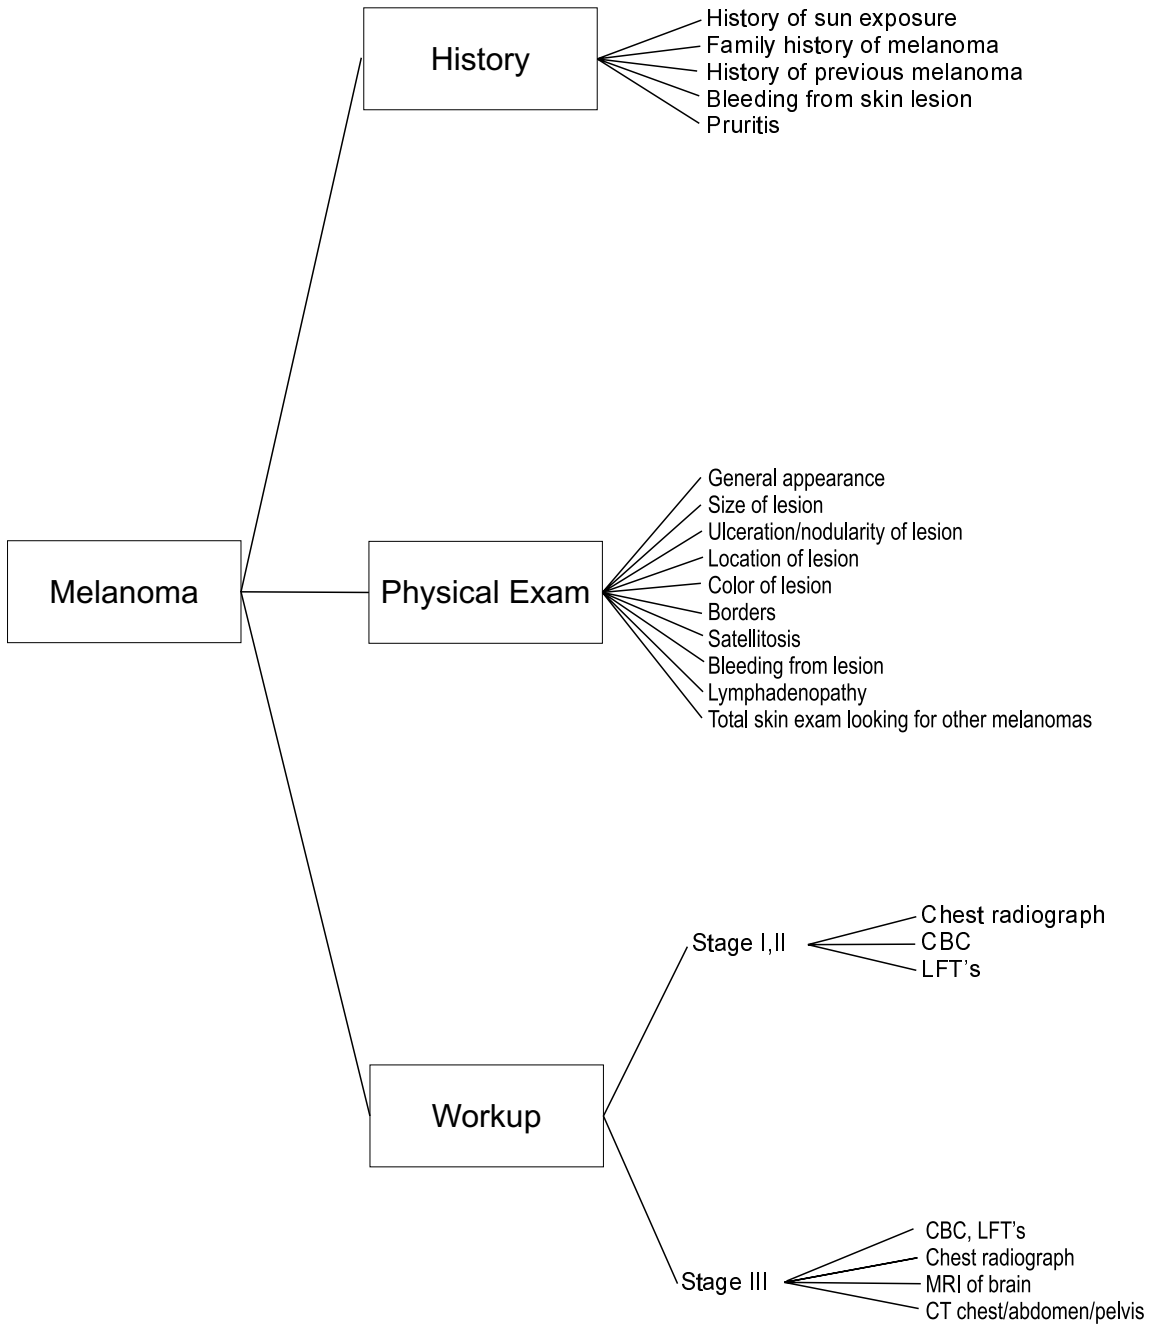 History
History of sun exposure
Family history of melanoma
History of previous melanoma
Bleeding from skin lesion
Pruritis
Melanoma
Physical Exam
General appearance
Size of lesion
Ulceration/nodularity of lesion
Location of lesion
Color of lesion
Borders
Satellitosis
Bleeding from lesion
Lymphadenopathy
Total skin exam looking for other melanomas
Workup
Stage I,II
Chest radiograph
CBC
LFT's
Stage III
CBC, LFT's
Chest radiograph
MRI of brain
CT chest/abdomen/pelvis